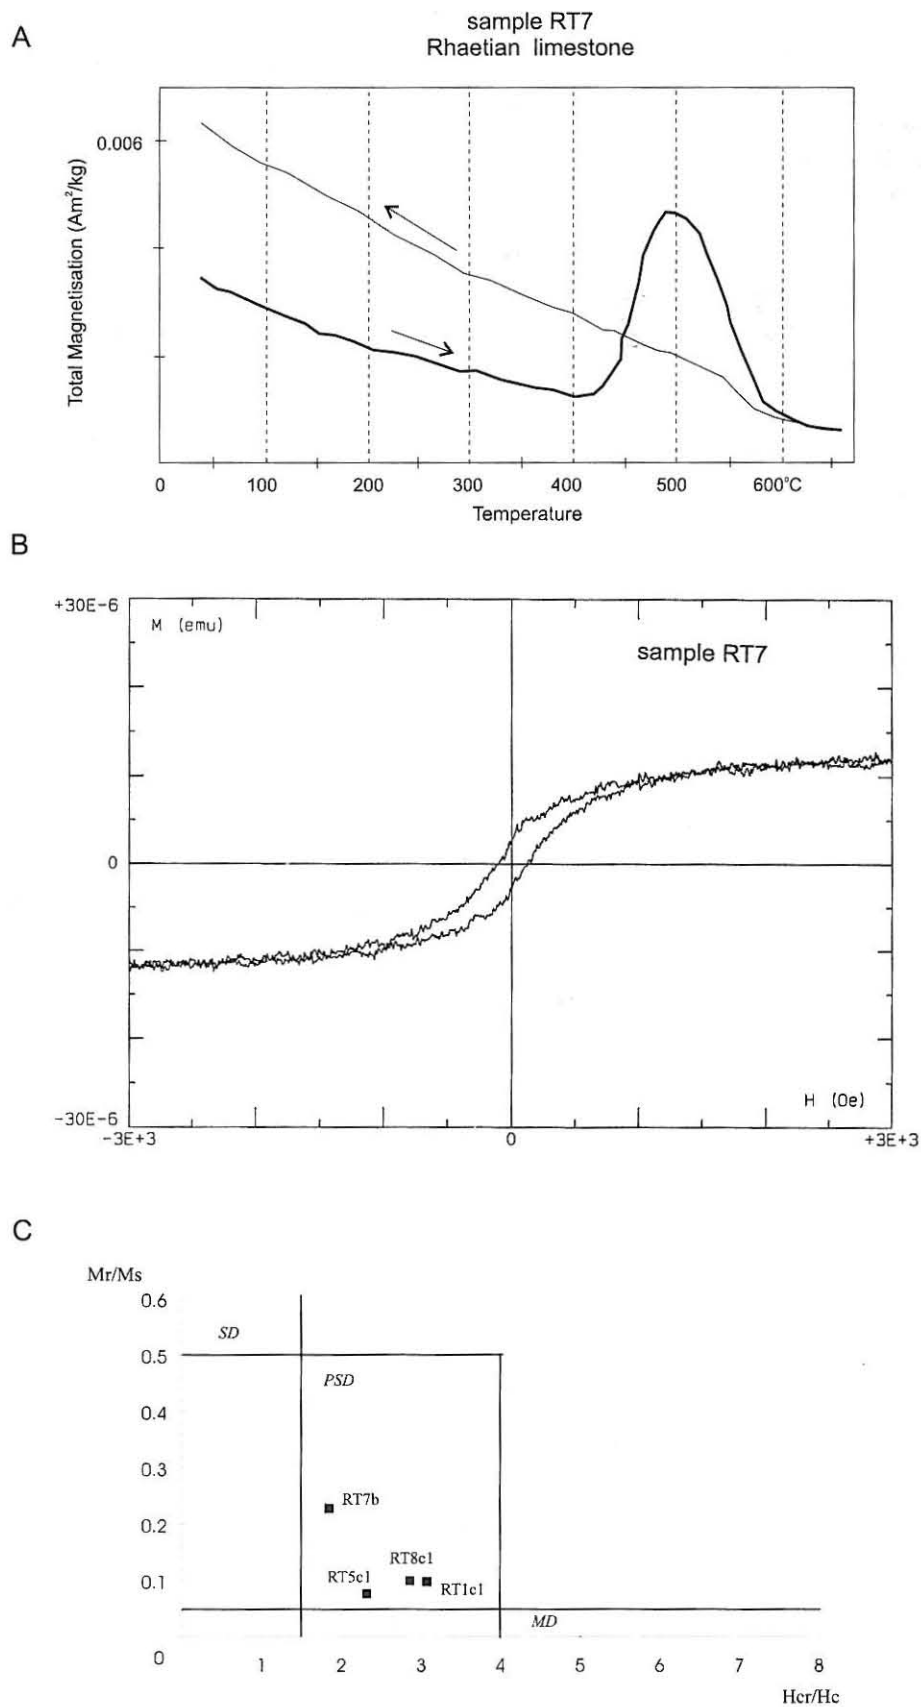 A
sample RT7
Rhaetian limestone
0.006
Total Magnetisation (Am²/kg)
0 100 200 300 400 500 600°C
Temperature
B
+30E-6
M (emu)
sample RT7
0
-30E-6
H (Oe)
-3E+3 0 +3E+3
C
Mr/Ms
0.6
SD
0.5
PSD
0.4
0.3
RT7b
0.2
RT8c1
RT5c1
0.1
RT1c1
MD
0 1 2 3 4 5 6 7 8
Hcr/Hc